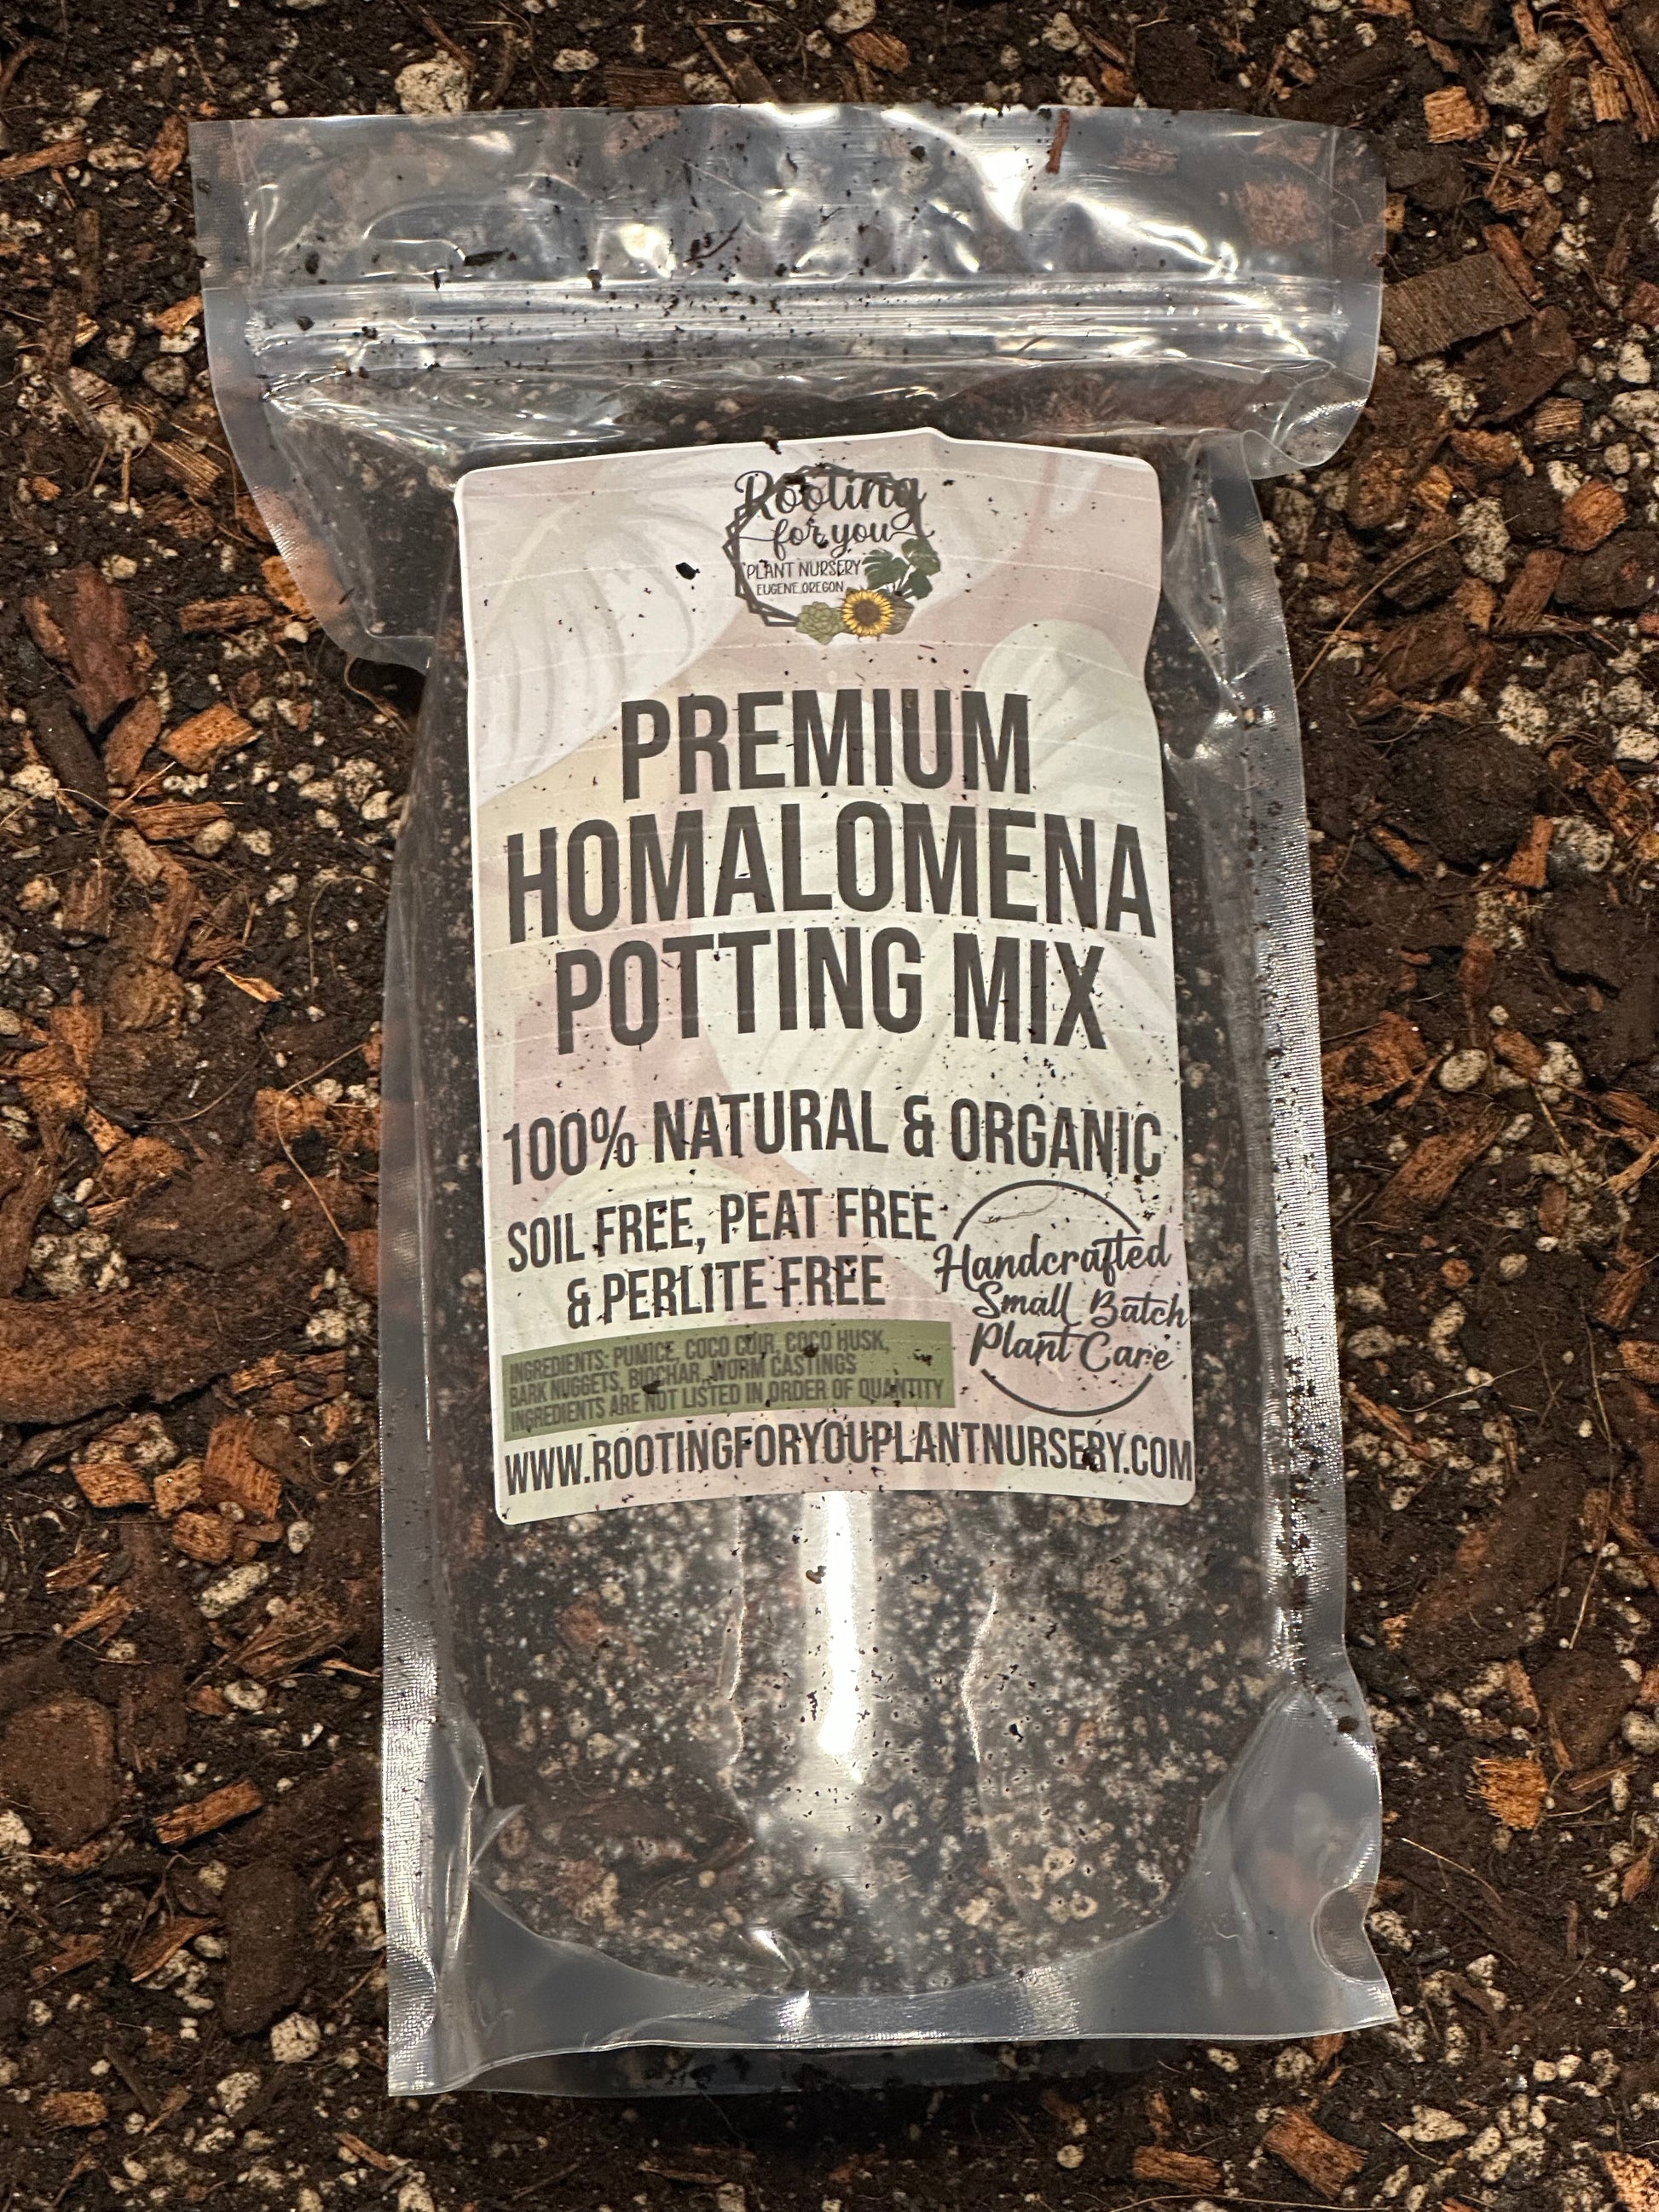 Rooting
for you
PLANT NURSERY
EUGENE, OREGON
PREMIUM
HOMALOMENA
POTTING MIX
100% NATURAL & ORGANIC
SOIL FREE, PEAT FREE
& PERLITE FREE
Handcrafted
Small Batch
Plant Care
INGREDIENTS: PUMICE, COCO COIR, COCO HUSK,
BARK NUGGETS, BIOCHAR, WORM CASTINGS
INGREDIENTS ARE NOT LISTED IN ORDER OF QUANTITY
WWW.ROOTINGFORYOUPLANTNURSERY.COM